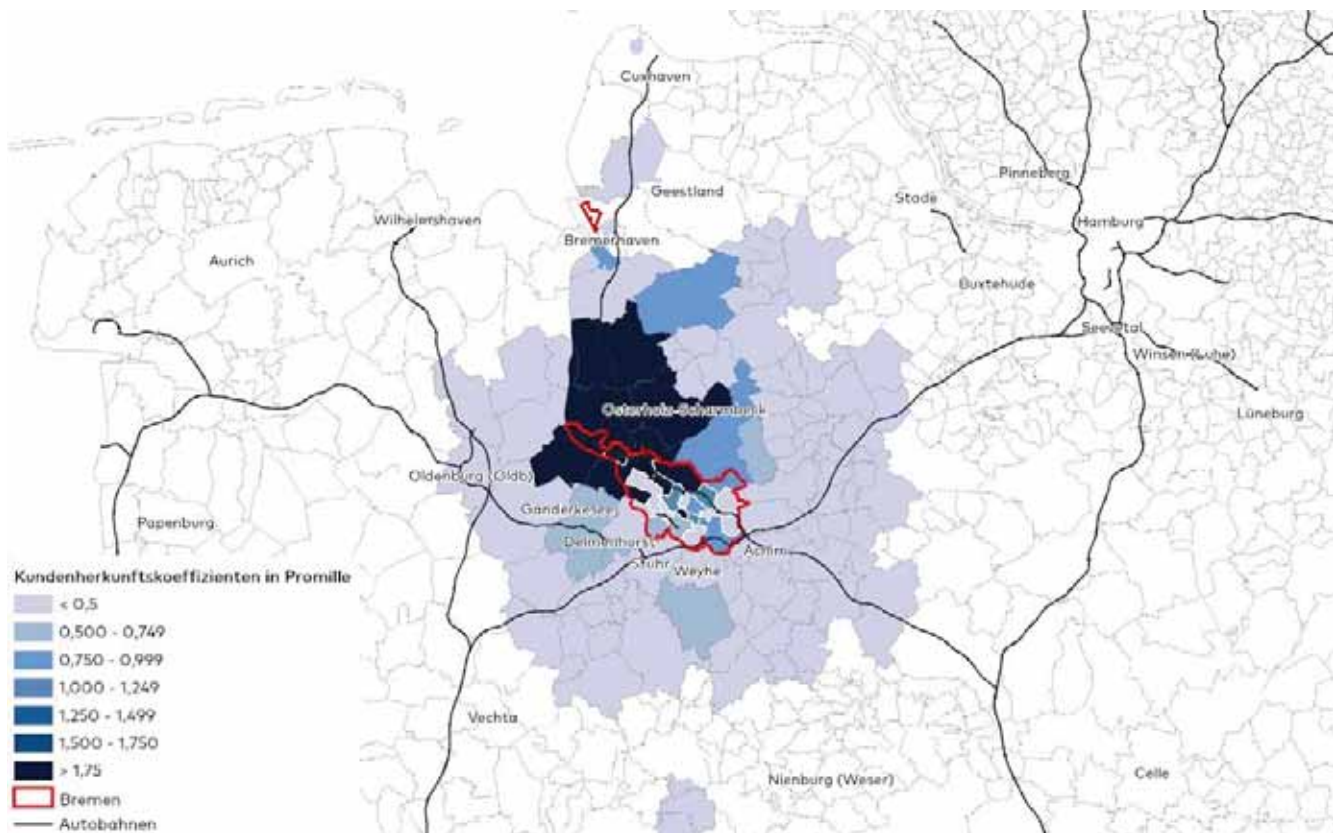 Cuxhaven
Pinneberg
Geestland
Stade
Wilhelmshaven
Hamburg
Bremerhaven
Aurich
Buxtehude
Seevetal
Winsen (Luhe)
Osterholz-Scharmbeck
Lüneburg
Oldenburg (Oldb)
Ganderkesee
Papenburg
Delmenhorst
Achim
Stuhr
Weyhe
Kundenherkunftskoeffizienten in Promille
< 0,5
0,500 - 0,749
0,750 - 0,999
1,000 - 1,249
1,250 - 1,499
1,500 - 1,750
> 1,75
Bremen
Autobahnen
Vechta
Nienburg (Weser)
Celle